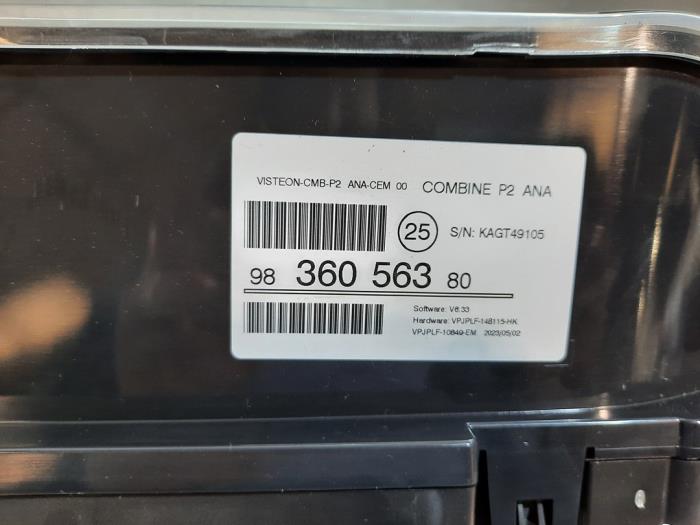 VISTEON-CMB-P2 ANA-CEM 00 COMBINE P2 ANA
25 S/N: KAGT49105
98 360 563 80
Software: V6.33
Hardware: VPJPLF-14B115-HK
VPJPLF-10849-EM 2023/05/02